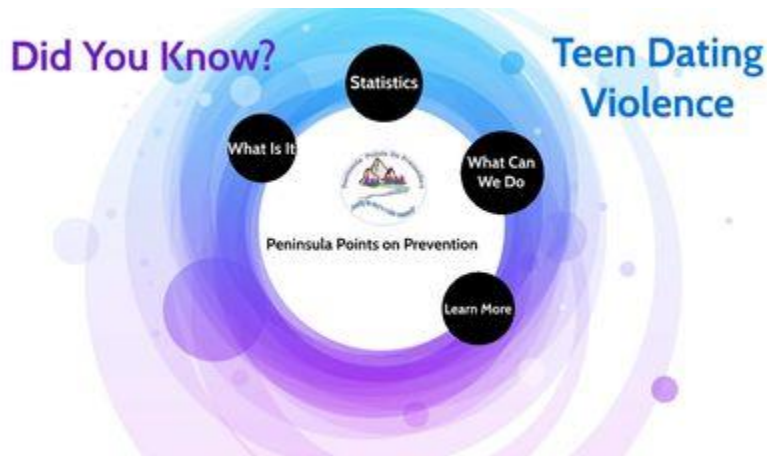 Did You Know?
Teen Dating
Violence
Statistics
What Is It
What Can
We Do
Peninsula Points on Prevention
Learn More